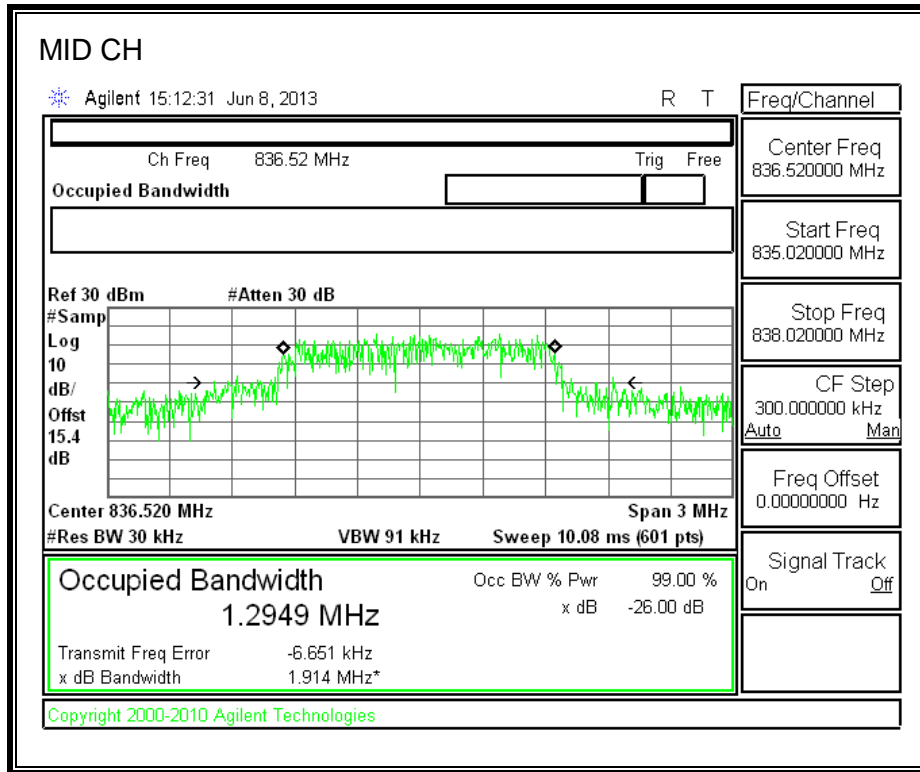 MID CH
Agilent 15:12:31 Jun 8, 2013 R T
Freq/Channel
Ch Freq 836.52 MHz Trig Free
Occupied Bandwidth
Center Freq
836.520000 MHz
Start Freq
835.020000 MHz
Stop Freq
838.020000 MHz
CF Step
300.000000 kHz
Auto Man
Freq Offset
0.00000000 Hz
Signal Track
On Off
Ref 30 dBm #Atten 30 dB
#Samp
Log
10
dB/
Offst
15.4
dB
Center 836.520 MHz Span 3 MHz
#Res BW 30 kHz VBW 91 kHz Sweep 10.08 ms (601 pts)
Occupied Bandwidth Occ BW % Pwr 99.00 %
1.2949 MHz x dB -26.00 dB
Transmit Freq Error -6.651 kHz
x dB Bandwidth 1.914 MHz*
Copyright 2000-2010 Agilent Technologies